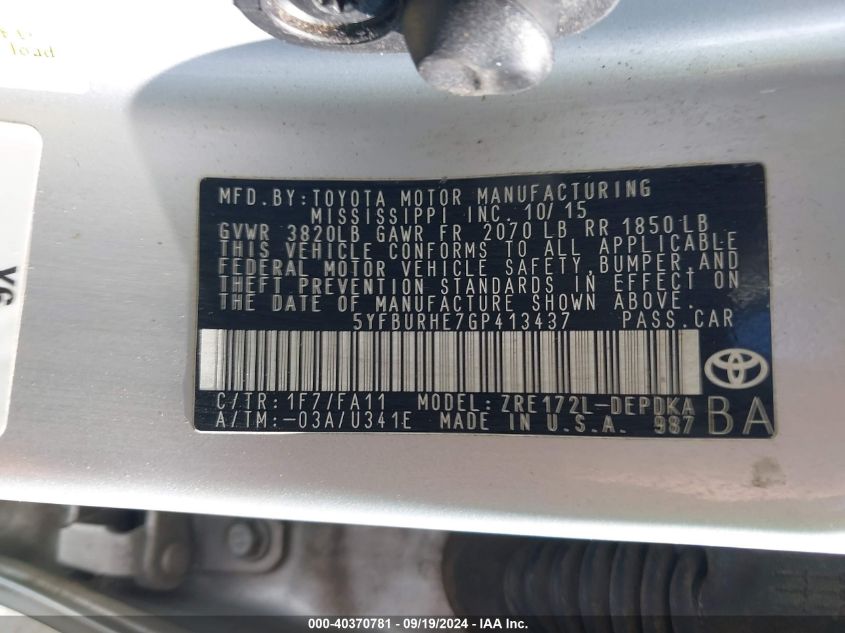 load
MFD.BY:TOYOTA MOTOR MANUFACTURING
MISSISSIPPI INC. 10/15
GVWR 3820LB GAWR FR 2070 LB RR 1850 LB
THIS VEHICLE CONFORMS TO ALL APPLICABLE
FEDERAL MOTOR VEHICLE SAFETY,BUMPER,AND
THEFT PREVENTION STANDARDS IN EFFECT ON
THE DATE OF MANUFACTURE SHOWN ABOVE.
5YFBURHE7GP413437 PASS.CAR
C/TR:1F7/FA11 MODEL:ZRE172L-DEPDKA
A/TM:-03A/U341E MADE IN U.S.A. 987 BA
000-40370781 - 09/19/2024 - IAA Inc.